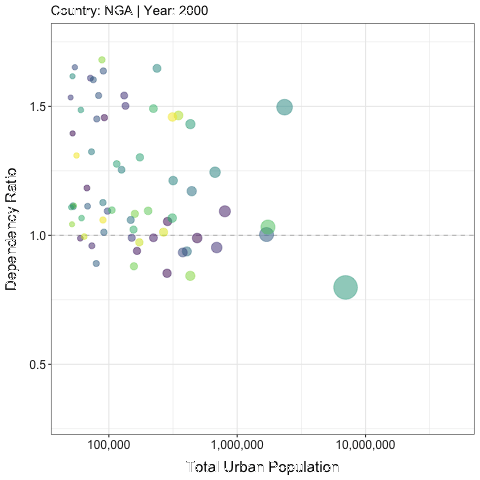 Country: NGA | Year: 2000
Dependency Ratio
1.5
1.0
0.5
100,000
1,000,000
10,000,000
Total Urban Population